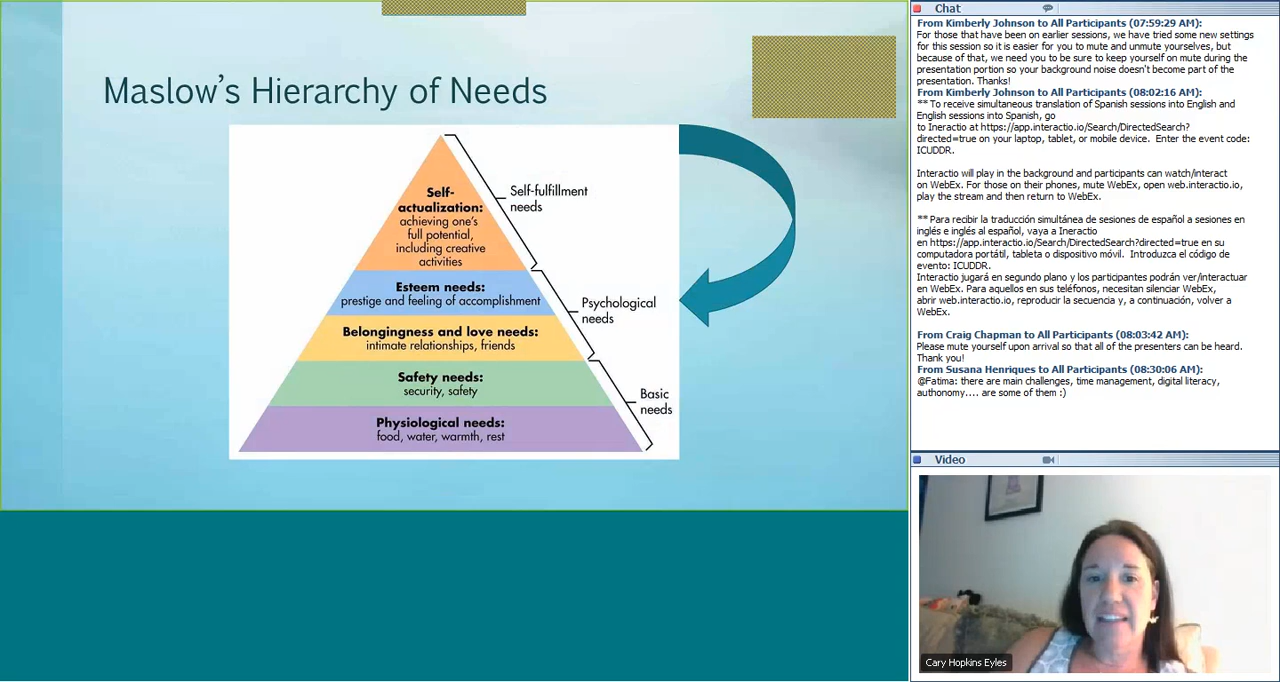 Maslow's Hierarchy of Needs
Self-
actualization:
achieving one's
full potential,
including creative
activities
Self-fulfillment
needs
Esteem needs:
prestige and feeling of accomplishment
Psychological
needs
Belongingness and love needs:
intimate relationships, friends
Safety needs:
security, safety
Basic
needs
Physiological needs:
food, water, warmth, rest
Chat
From Kimberly Johnson to All Participants (07:59:29 AM):
For those that have been on earlier sessions, we have tried some new settings
for this session so it is easier for you to mute and unmute yourselves, but
because of that, we need you to be sure to keep yourself on mute during the
presentation portion so your background noise doesn't become part of the
presentation. Thanks!
From Kimberly Johnson to All Participants (08:02:16 AM):
** To receive simultaneous translation of Spanish sessions into English and
English sessions into Spanish, go
to Ineractio at https://app.interactio.io/Search/DirectedSearch?
directed=true on your laptop, tablet, or mobile device.  Enter the event code:
ICUDDR.
Interactio will play in the background and participants can watch/interact
on WebEx. For those on their phones, mute WebEx, open web.interactio.io,
play the stream and then return to WebEx.
** Para recibir la traducción simultánea de sesiones de español a sesiones en
inglés e inglés al español, vaya a Ineractio
en https://app.interactio.io/Search/DirectedSearch?directed=true en su
computadora portátil, tableta o dispositivo móvil.  Introduzca el código de
evento: ICUDDR.
Interactio jugará en segundo plano y los participantes podrán ver/interactuar
en WebEx. Para aquellos en sus teléfonos, necesitan silenciar WebEx,
abrir web.interactio.io, reproducir la secuencia y, a continuación, volver a
WebEx.
From Craig Chapman to All Participants (08:03:42 AM):
Please mute yourself upon arrival so that all of the presenters can be heard.
Thank you!
From Susana Henriques to All Participants (08:30:06 AM):
@Fatima: there are main challenges, time management, digital literacy,
authonomy.... are some of them :)
Video
Cary Hopkins Eyles